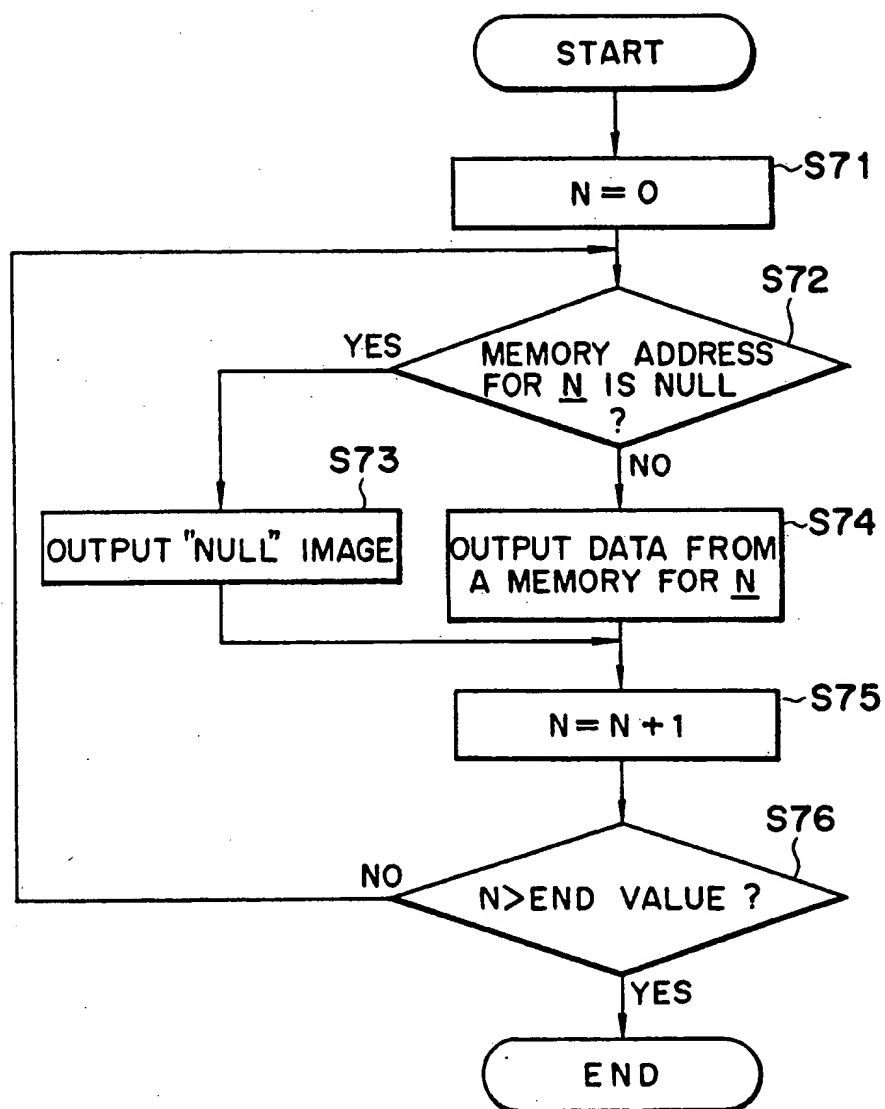 START
S71
N = 0
S72
YES
MEMORY ADDRESS
FOR N IS NULL
?
NO
S73
OUTPUT "NULL" IMAGE
S74
OUTPUT DATA FROM
A MEMORY FOR N
S75
N = N + 1
S76
NO
N>END VALUE ?
YES
END